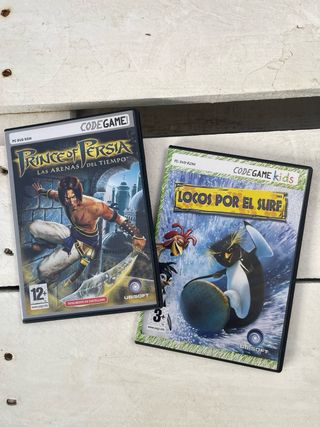 CODEGAME!
PC DVD-ROM
PRINCE OF PERSIA
LAS ARENAS DEL TIEMPO
12+
UBISOFT
PC DVD-ROM
CODEGAME kids
LOCOS POR EL SURF
3+
UBISOFT